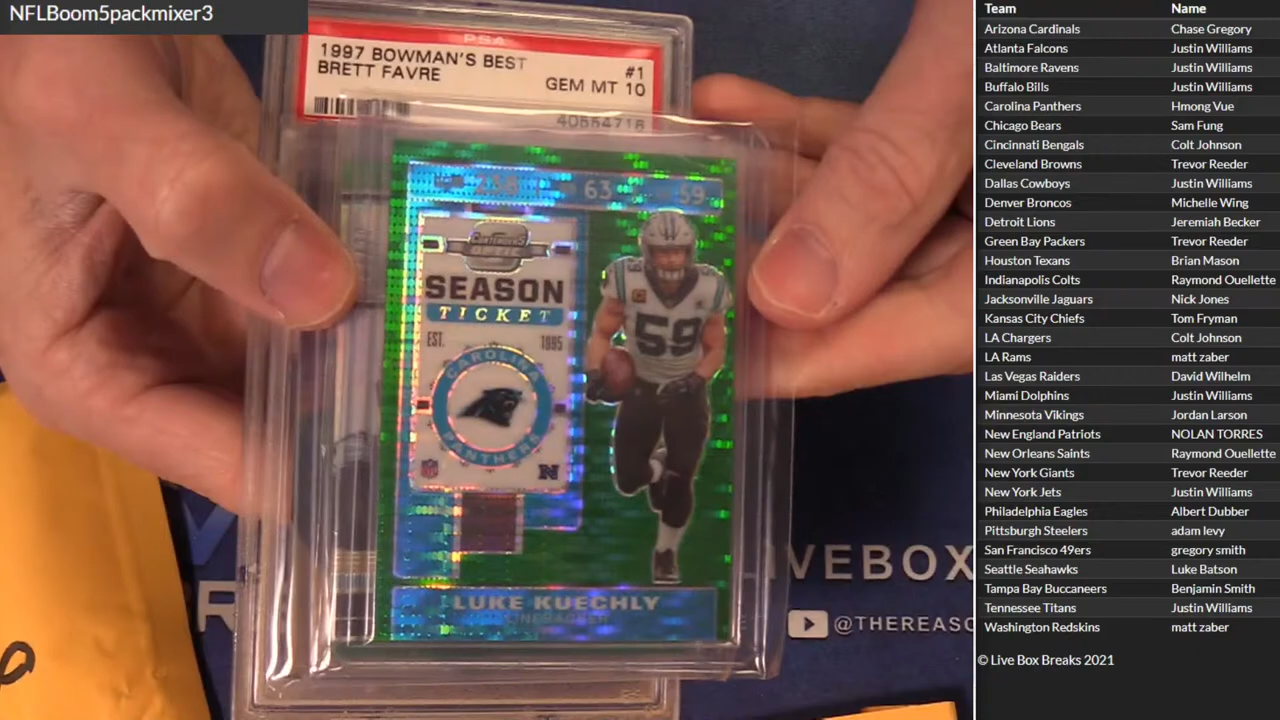 NFLBoom5packmixer3
PSA
1997 BOWMAN'S BEST #1
BRETT FAVRE GEM MT 10
40554718
238 63 59
CONTENDERS
SEASON
TICKET
EST. 1995
CAROLINA
PANTHERS
NFL N
59
LUKE KUECHLY
LINEBACKER
LIVEBOX
@THEREASO
Team Name
Arizona Cardinals Chase Gregory
Atlanta Falcons Justin Williams
Baltimore Ravens Justin Williams
Buffalo Bills Justin Williams
Carolina Panthers Hmong Vue
Chicago Bears Sam Fung
Cincinnati Bengals Colt Johnson
Cleveland Browns Trevor Reeder
Dallas Cowboys Justin Williams
Denver Broncos Michelle Wing
Detroit Lions Jeremiah Becker
Green Bay Packers Trevor Reeder
Houston Texans Brian Mason
Indianapolis Colts Raymond Ouellette
Jacksonville Jaguars Nick Jones
Kansas City Chiefs Tom Fryman
LA Chargers Colt Johnson
LA Rams matt zaber
Las Vegas Raiders David Wilhelm
Miami Dolphins Justin Williams
Minnesota Vikings Jordan Larson
New England Patriots NOLAN TORRES
New Orleans Saints Raymond Ouellette
New York Giants Trevor Reeder
New York Jets Justin Williams
Philadelphia Eagles Albert Dubber
Pittsburgh Steelers adam levy
San Francisco 49ers gregory smith
Seattle Seahawks Luke Batson
Tampa Bay Buccaneers Benjamin Smith
Tennessee Titans Justin Williams
Washington Redskins matt zaber
© Live Box Breaks 2021